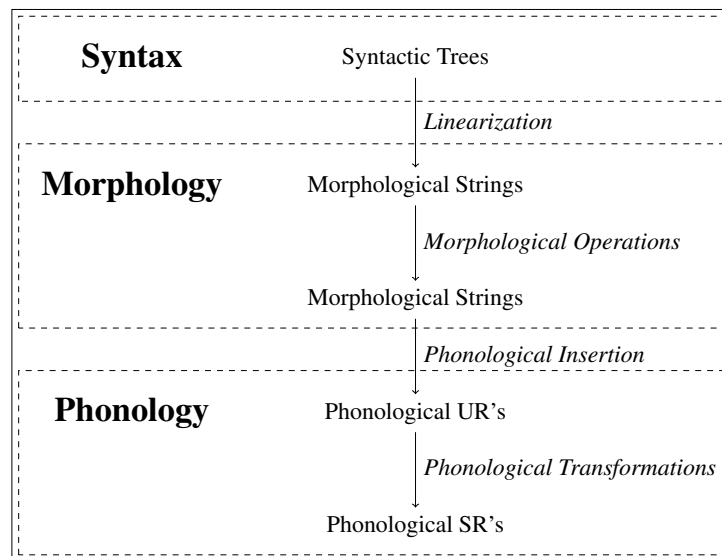 Syntax
Syntactic Trees
Linearization
Morphology
Morphological Strings
Morphological Operations
Morphological Strings
Phonological Insertion
Phonology
Phonological UR's
Phonological Transformations
Phonological SR's